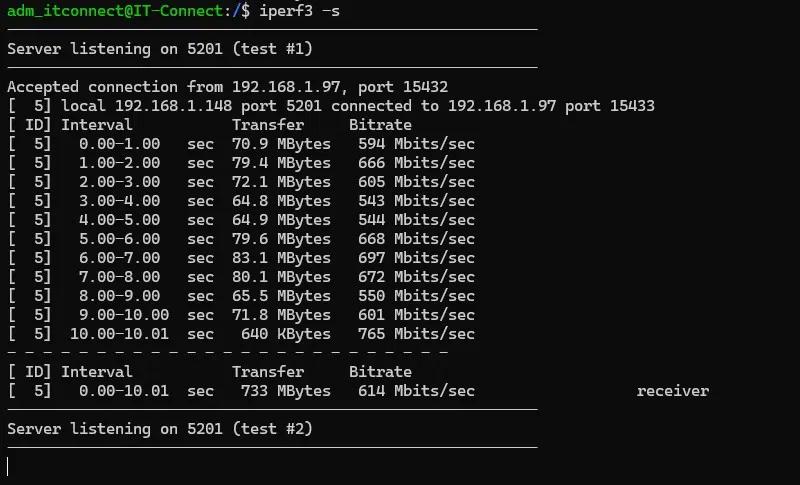 adm_itconnect@IT-Connect:/$ iperf3 -s
-----------------------------------------------------------
Server listening on 5201 (test #1)
-----------------------------------------------------------
Accepted connection from 192.168.1.97, port 15432
[  5] local 192.168.1.148 port 5201 connected to 192.168.1.97 port 15433
[ ID] Interval           Transfer     Bitrate
[  5]   0.00-1.00   sec  70.9 MBytes   594 Mbits/sec
[  5]   1.00-2.00   sec  79.4 MBytes   666 Mbits/sec
[  5]   2.00-3.00   sec  72.1 MBytes   605 Mbits/sec
[  5]   3.00-4.00   sec  64.8 MBytes   543 Mbits/sec
[  5]   4.00-5.00   sec  64.9 MBytes   544 Mbits/sec
[  5]   5.00-6.00   sec  79.6 MBytes   668 Mbits/sec
[  5]   6.00-7.00   sec  83.1 MBytes   697 Mbits/sec
[  5]   7.00-8.00   sec  80.1 MBytes   672 Mbits/sec
[  5]   8.00-9.00   sec  65.5 MBytes   550 Mbits/sec
[  5]   9.00-10.00  sec  71.8 MBytes   601 Mbits/sec
[  5]  10.00-10.01  sec   640 KBytes   765 Mbits/sec
- - - - - - - - - - - - - - - - - - - - - - - - -
[ ID] Interval           Transfer     Bitrate
[  5]   0.00-10.01  sec   733 MBytes   614 Mbits/sec                  receiver
-----------------------------------------------------------
Server listening on 5201 (test #2)
-----------------------------------------------------------